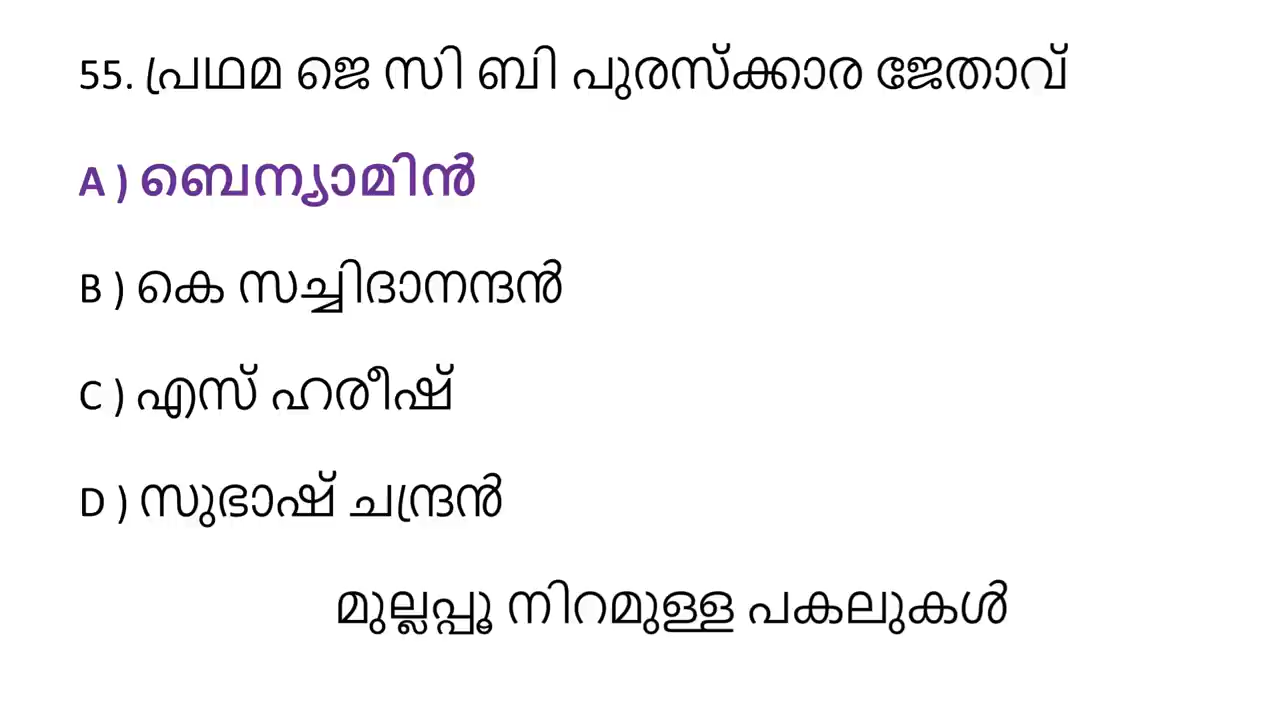 55. പ്രഥമ ജെ സി ബി പുരസ്ക്കാര ജേതാവ്
A ) ബെന്യാമിൻ
B ) കെ സച്ചിദാനന്ദൻ
C ) എസ് ഹരീഷ്
D ) സുഭാഷ് ചന്ദ്രൻ
മുല്ലപ്പൂ നിറമുള്ള പകലുകൾ